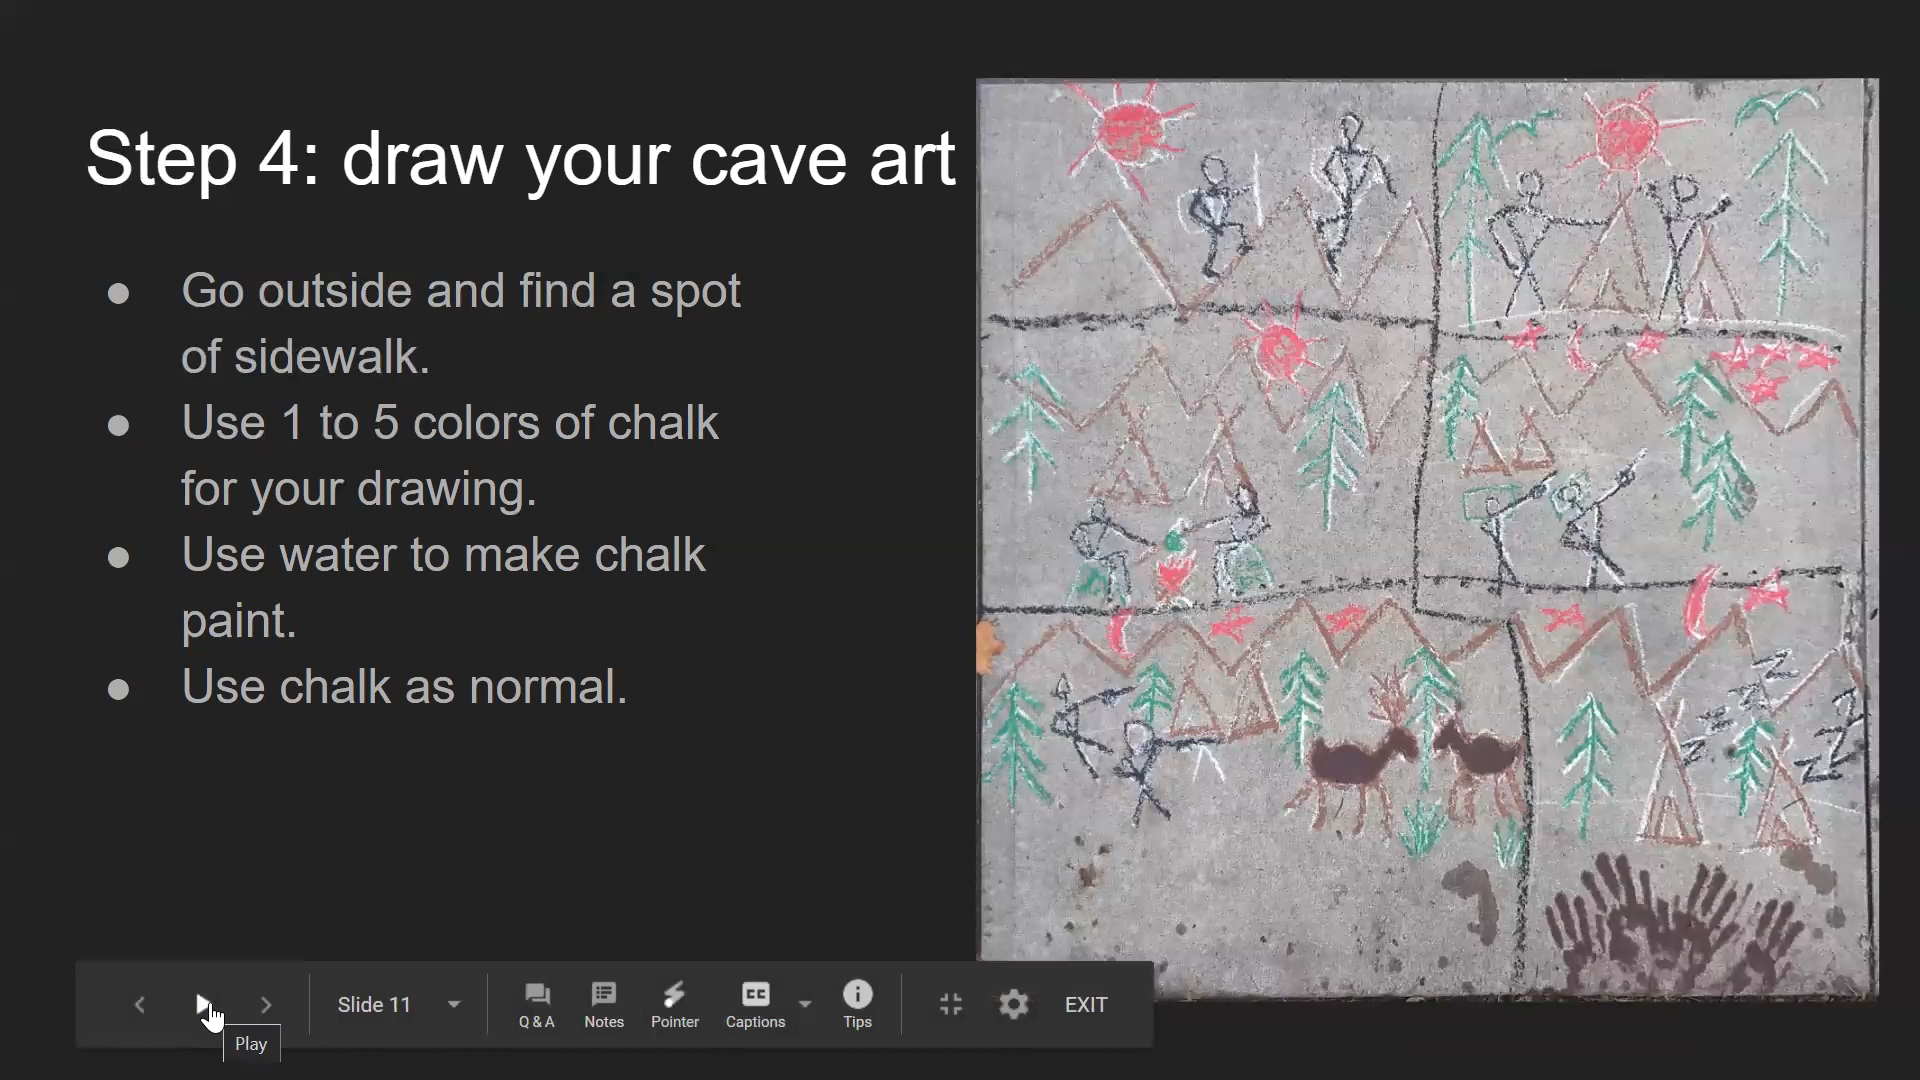 Step 4: draw your cave art
● Go outside and find a spot
of sidewalk.
● Use 1 to 5 colors of chalk
for your drawing.
● Use water to make chalk
paint.
● Use chalk as normal.
Z Z Z Z Z
Z Z Z
Slide 11
Q & A
Notes
Pointer
CC
Captions
Tips
EXIT
Play